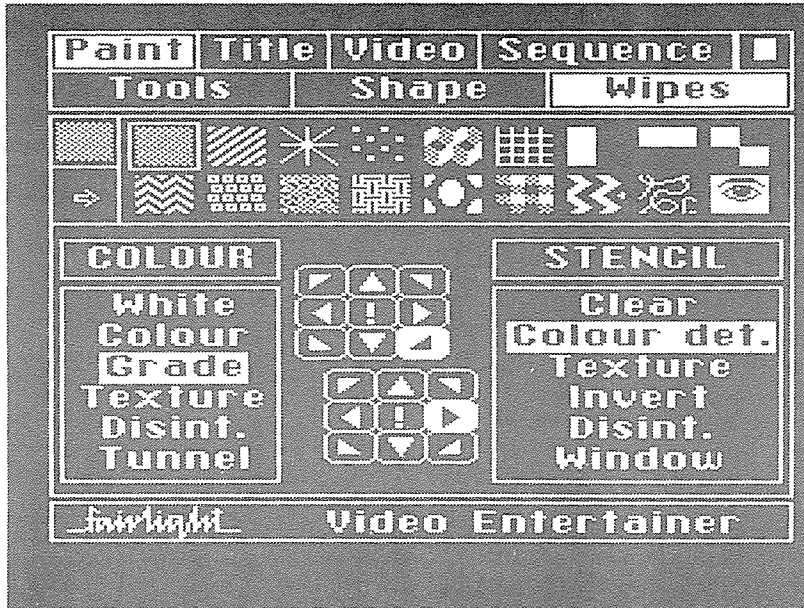 Paint Title Video Sequence
Tools Shape Wipes
COLOUR
White
Colour
Grade
Texture
Disint.
Tunnel
!
!
STENCIL
Clear
Colour det.
Texture
Invert
Disint.
Window
fairlight Video Entertainer